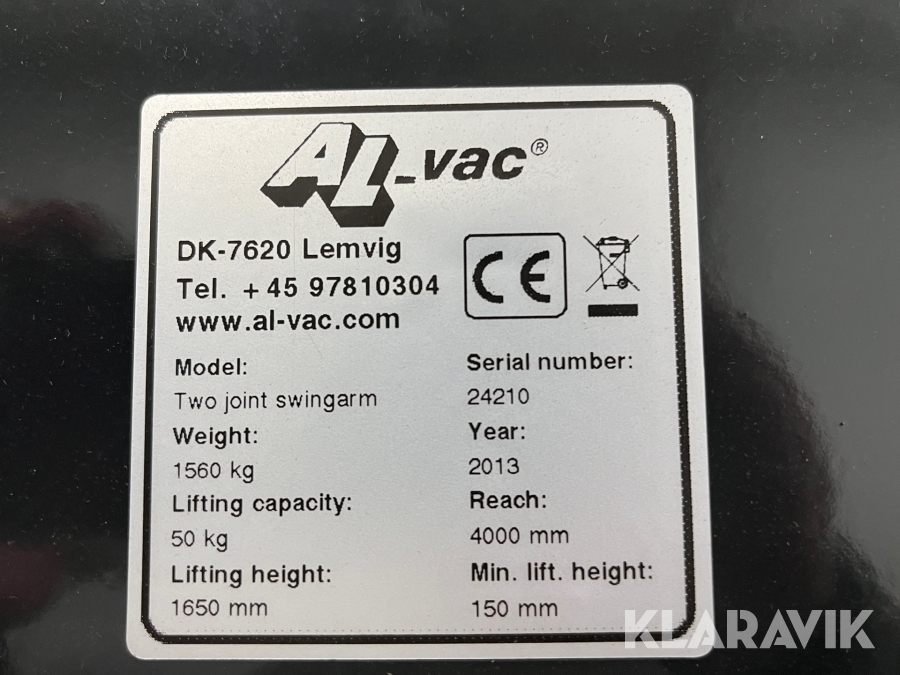 AL-vac®
DK-7620 Lemvig
Tel. +45 97810304
www.al-vac.com
CE
Model:
Two joint swingarm
Weight:
1560 kg
Lifting capacity:
50 kg
Lifting height:
1650 mm
Serial number:
24210
Year:
2013
Reach:
4000 mm
Min. lift. height:
150 mm
KLARAVIK